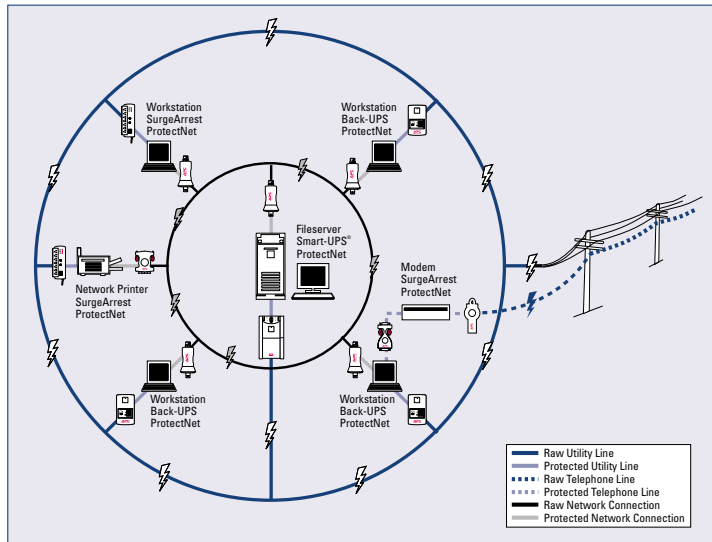 Workstation
SurgeArrest
ProtectNet
Workstation
Back-UPS
ProtectNet
Fileserver
Smart-UPS®
ProtectNet
Network Printer
SurgeArrest
ProtectNet
Modem
SurgeArrest
ProtectNet
Workstation
Back-UPS
ProtectNet
Workstation
Back-UPS
ProtectNet
Raw Utility Line
Protected Utility Line
Raw Telephone Line
Protected Telephone Line
Raw Network Connection
Protected Network Connection